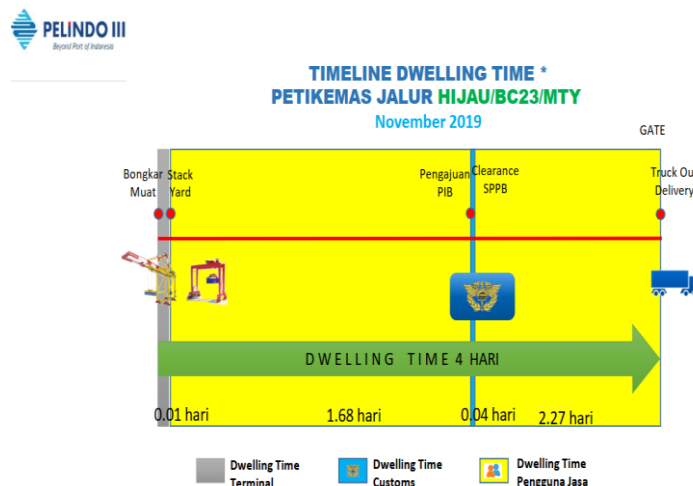 PELINDO III
Beyond Port of Indonesia
TIMELINE DWELLING TIME *
PETIKEMAS JALUR HIJAU/BC23/MTY
November 2019
GATE
Bongkar Muat
Stack Yard
Pengajuan PIB
Clearance SPPB
Truck Ou
Delivery
DWELLING TIME 4 HARI
0.01 hari
1.68 hari
0.04 hari
2.27 hari
Dwelling Time
Terminal
Dwelling Time
Customs
Dwelling Time
Pengguna Jasa